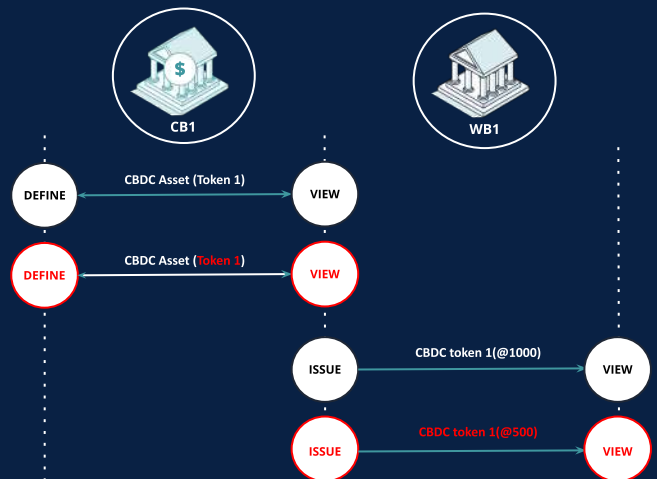 $
CB1
WB1
CBDC Asset (Token 1)
DEFINE
VIEW
CBDC Asset (Token 1)
DEFINE
VIEW
CBDC token 1(@1000)
ISSUE
VIEW
CBDC token 1(@500)
ISSUE
VIEW